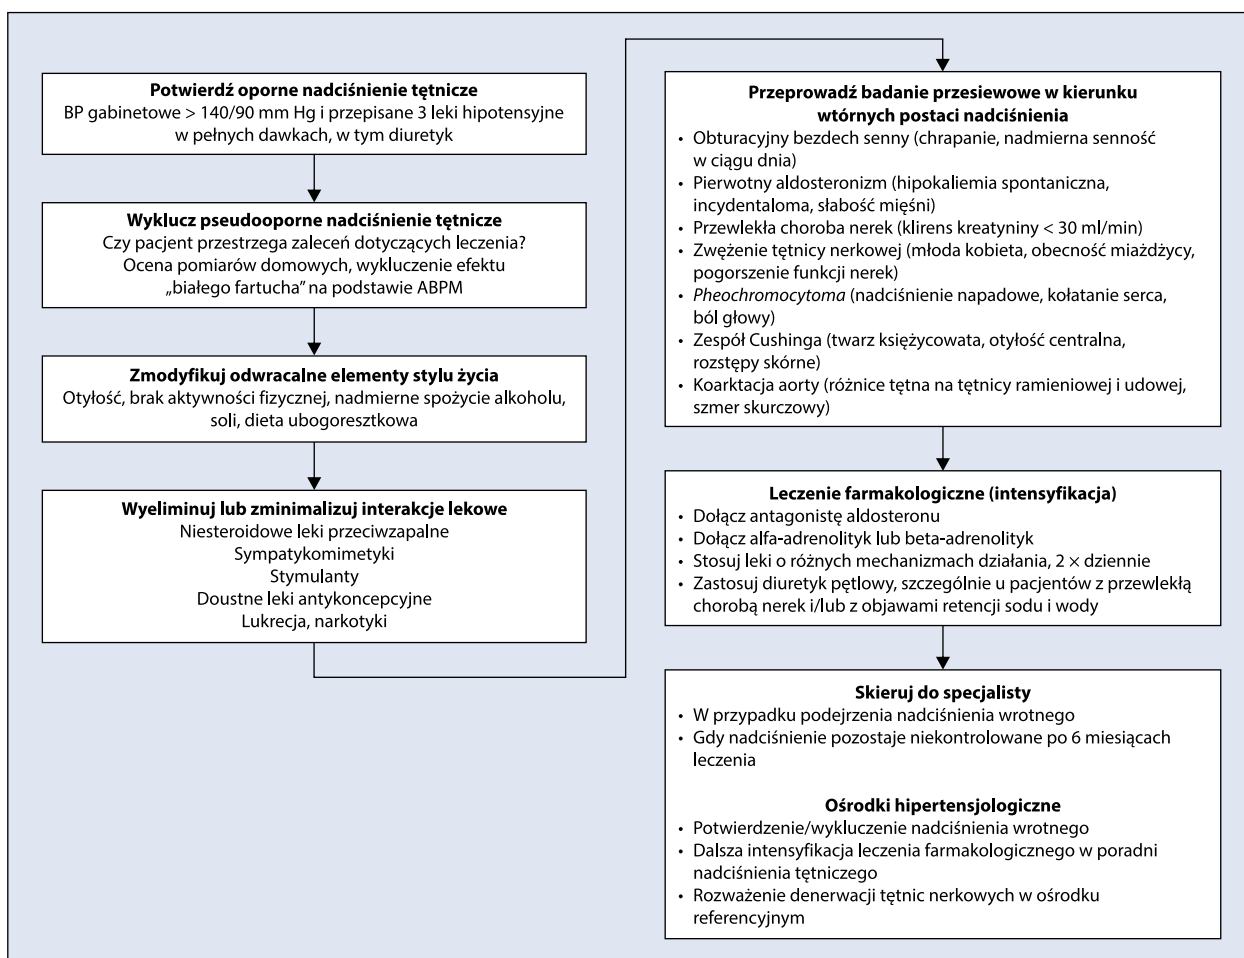 Potwierdź oporne nadciśnienie tętnicze
BP gabinetowe > 140/90 mm Hg i przepisane 3 leki hipotensyjne
w pełnych dawkach, w tym diuretyk
Wyklucz pseudooporne nadciśnienie tętnicze
Czy pacjent przestrzega zaleceń dotyczących leczenia?
Ocena pomiarów domowych, wykluczenie efektu
„białego fartucha” na podstawie ABPM
Zmodyfikuj odwracalne elementy stylu życia
Otyłość, brak aktywności fizycznej, nadmierne spożycie alkoholu,
soli, dieta ubogoresztkowa
Wyeliminuj lub zminimalizuj interakcje lekowe
Niesteroidowe leki przeciwzapalne
Sympatykomimetyki
Stymulanty
Doustne leki antykoncepcyjne
Lukrecja, narkotyki
Przeprowadź badanie przesiewowe w kierunku
wtórnych postaci nadciśnienia
• Obturacyjny bezdech senny (chrapanie, nadmierna senność
w ciągu dnia)
• Pierwotny aldosteronizm (hipokaliemia spontaniczna,
incydentaloma, słabość mięśni)
• Przewlekła choroba nerek (klirens kreatyniny < 30 ml/min)
• Zwężenie tętnicy nerkowej (młoda kobieta, obecność miażdżycy,
pogorszenie funkcji nerek)
• Pheochromocytoma (nadciśnienie napadowe, kołatanie serca,
ból głowy)
• Zespół Cushinga (twarz księżycowata, otyłość centralna,
rozstępy skórne)
• Koarktacja aorty (różnice tętna na tętnicy ramieniowej i udowej,
szmer skurczowy)
Leczenie farmakologiczne (intensyfikacja)
• Dołącz antagonistę aldosteronu
• Dołącz alfa-adrenolityk lub beta-adrenolityk
• Stosuj leki o różnych mechanizmach działania, 2 × dziennie
• Zastosuj diuretyk pętlowy, szczególnie u pacjentów z przewlekłą
chorobą nerek i/lub z objawami retencji sodu i wody
Skieruj do specjalisty
• W przypadku podejrzenia nadciśnienia wrotnego
• Gdy nadciśnienie pozostaje niekontrolowane po 6 miesiącach
leczenia
Ośrodki hipertensjologiczne
• Potwierdzenie/wykluczenie nadciśnienia wrotnego
• Dalsza intensyfikacja leczenia farmakologicznego w poradni
nadciśnienia tętniczego
• Rozważenie denerwacji tętnic nerkowych w ośrodku
referencyjnym